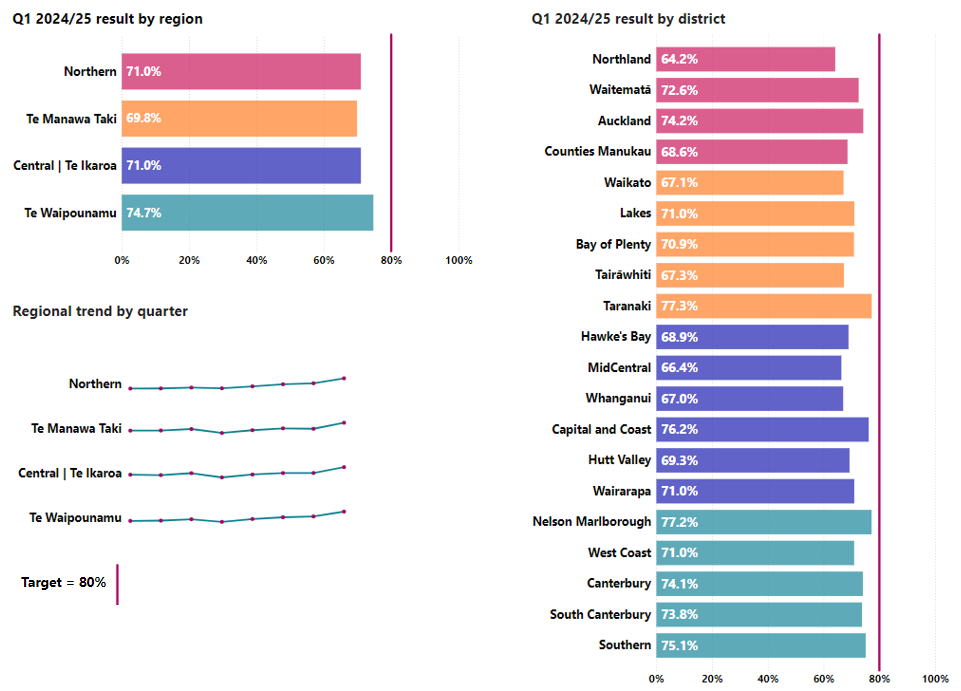 Q1 2024/25 result by region
Northern 71.0%
Te Manawa Taki 69.8%
Central | Te Ikaroa 71.0%
Te Waipounamu 74.7%
0% 20% 40% 60% 80% 100%
Regional trend by quarter
Northern
Te Manawa Taki
Central | Te Ikaroa
Te Waipounamu
Target = 80%
Q1 2024/25 result by district
Northland 64.2%
Waitematā 72.6%
Auckland 74.2%
Counties Manukau 68.6%
Waikato 67.1%
Lakes 71.0%
Bay of Plenty 70.9%
Tairāwhiti 67.3%
Taranaki 77.3%
Hawke's Bay 68.9%
MidCentral 66.4%
Whanganui 67.0%
Capital and Coast 76.2%
Hutt Valley 69.3%
Wairarapa 71.0%
Nelson Marlborough 77.2%
West Coast 71.0%
Canterbury 74.1%
South Canterbury 73.8%
Southern 75.1%
0% 20% 40% 60% 80% 100%